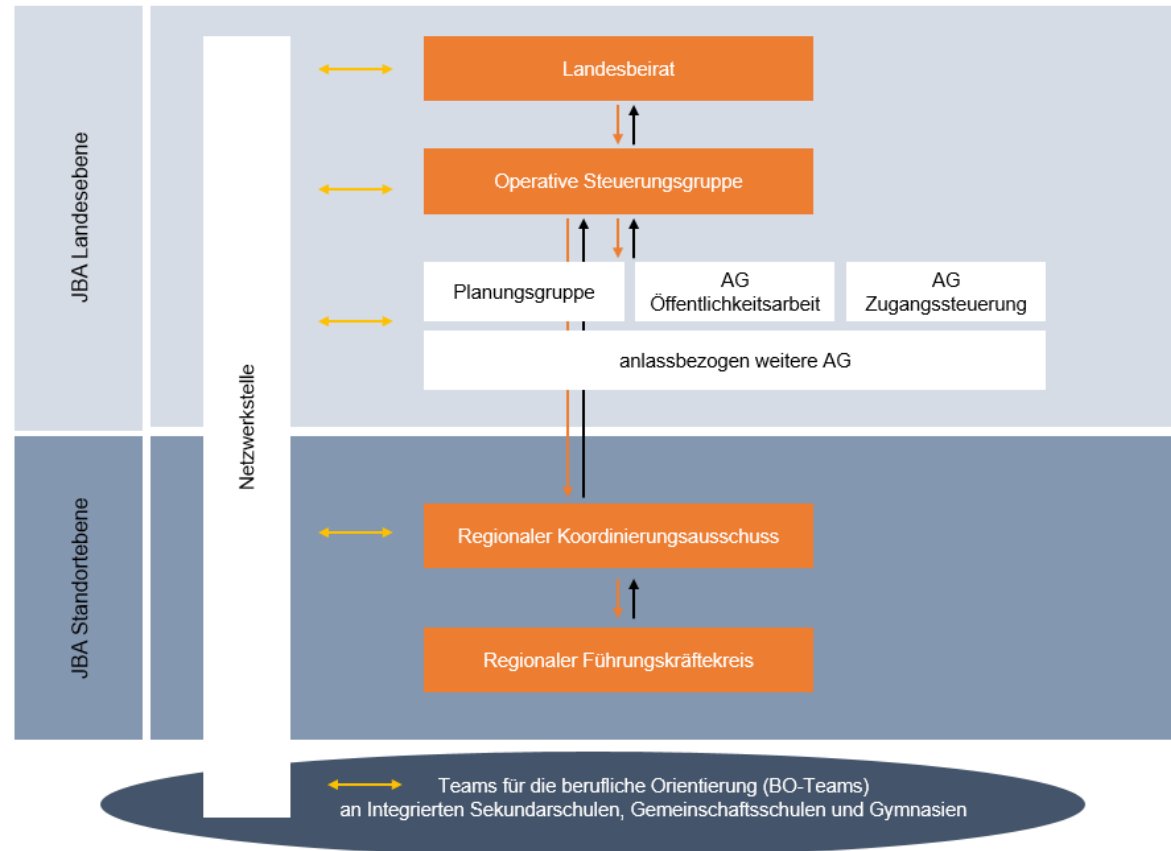 JBA Landesebene
Netzwerkstelle
Landesbeirat
Operative Steuerungsgruppe
Planungsgruppe
AG
Öffentlichkeitsarbeit
AG
Zugangssteuerung
anlassbezogen weitere AG
JBA Standortebene
Regionaler Koordinierungsausschuss
Regionaler Führungskräftekreis
Teams für die berufliche Orientierung (BO-Teams)
an Integrierten Sekundarschulen, Gemeinschaftsschulen und Gymnasien